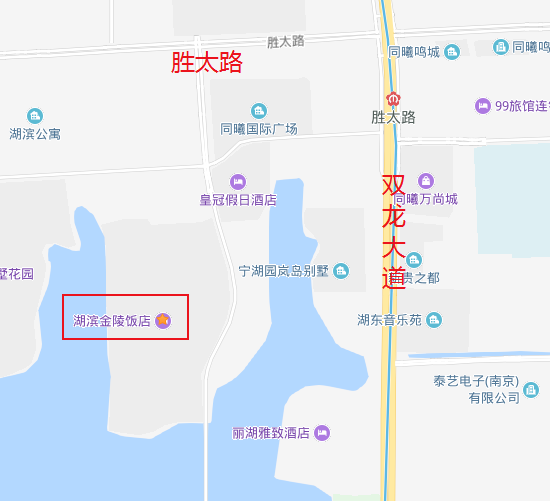 胜太路
同曦鸣城
同曦鸣
胜太路
99旅馆连
湖滨公寓
同曦国际广场
胜太路
双龙大道
皇冠假日酒店
同曦万尚城
墅花园
宁湖园岚岛别墅
贵之都
湖滨金陵饭店
湖东音乐苑
泰艺电子(南京)
有限公司
丽湖雅致酒店